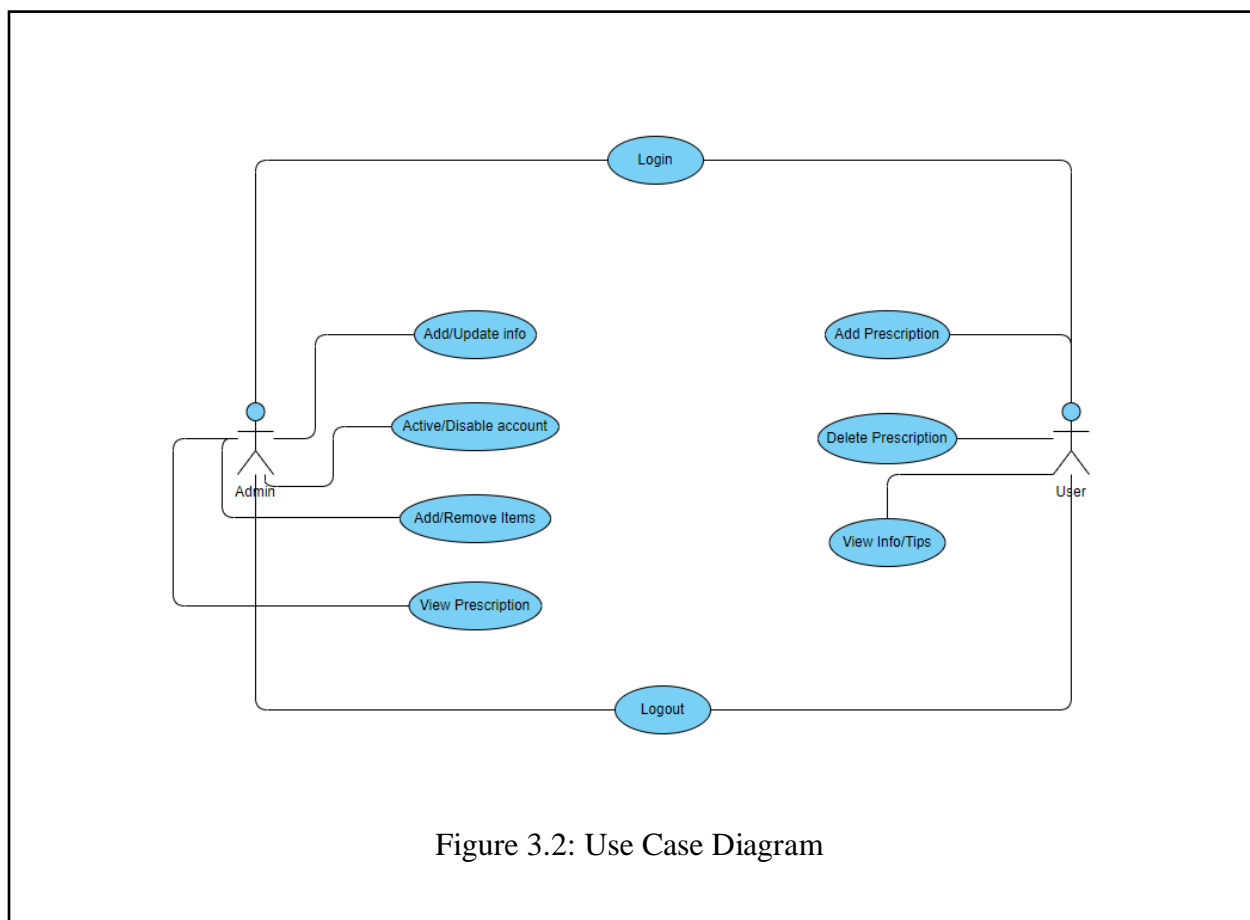 Login
Add/Update info
Add Prescription
Active/Disable account
Delete Prescription
Admin
User
Add/Remove Items
View Info/Tips
View Prescription
Logout
Figure 3.2: Use Case Diagram